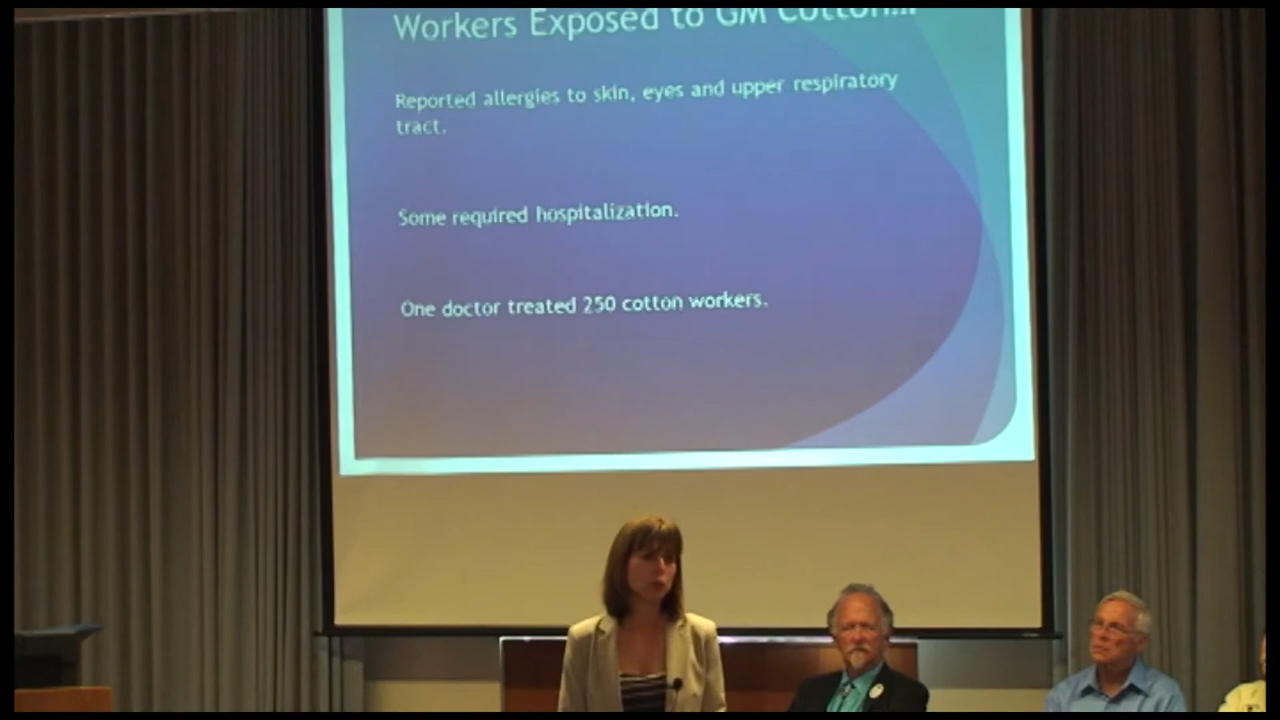 Workers Exposed to GM Cotton...
Reported allergies to skin, eyes and upper respiratory
tract.
Some required hospitalization.
One doctor treated 250 cotton workers.